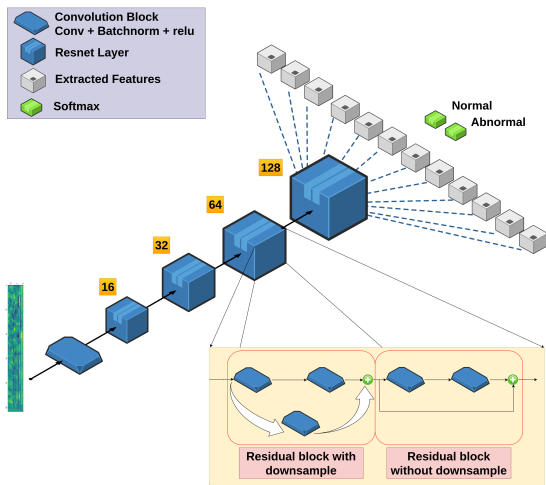 Convolution Block
Conv + Batchnorm + relu
Resnet Layer
Extracted Features
Softmax
Normal
Abnormal
128
64
32
16
Residual block with
downsample
Residual block
without downsample